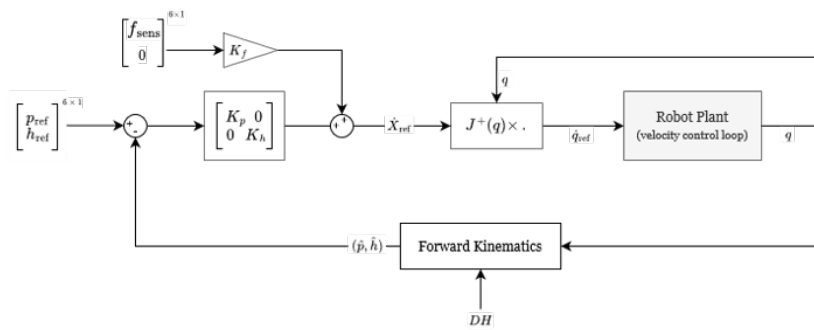 [f_sens
0]^{6×1}
K_f
q
[p_ref
h_ref]^{6×1}
+
-
[K_p 0
0 K_h]
+ +
Ẋ_ref
J⁺(q)× .
q̇_ref
Robot Plant
(velocity control loop)
q
(p̂, ĥ)
Forward Kinematics
DH